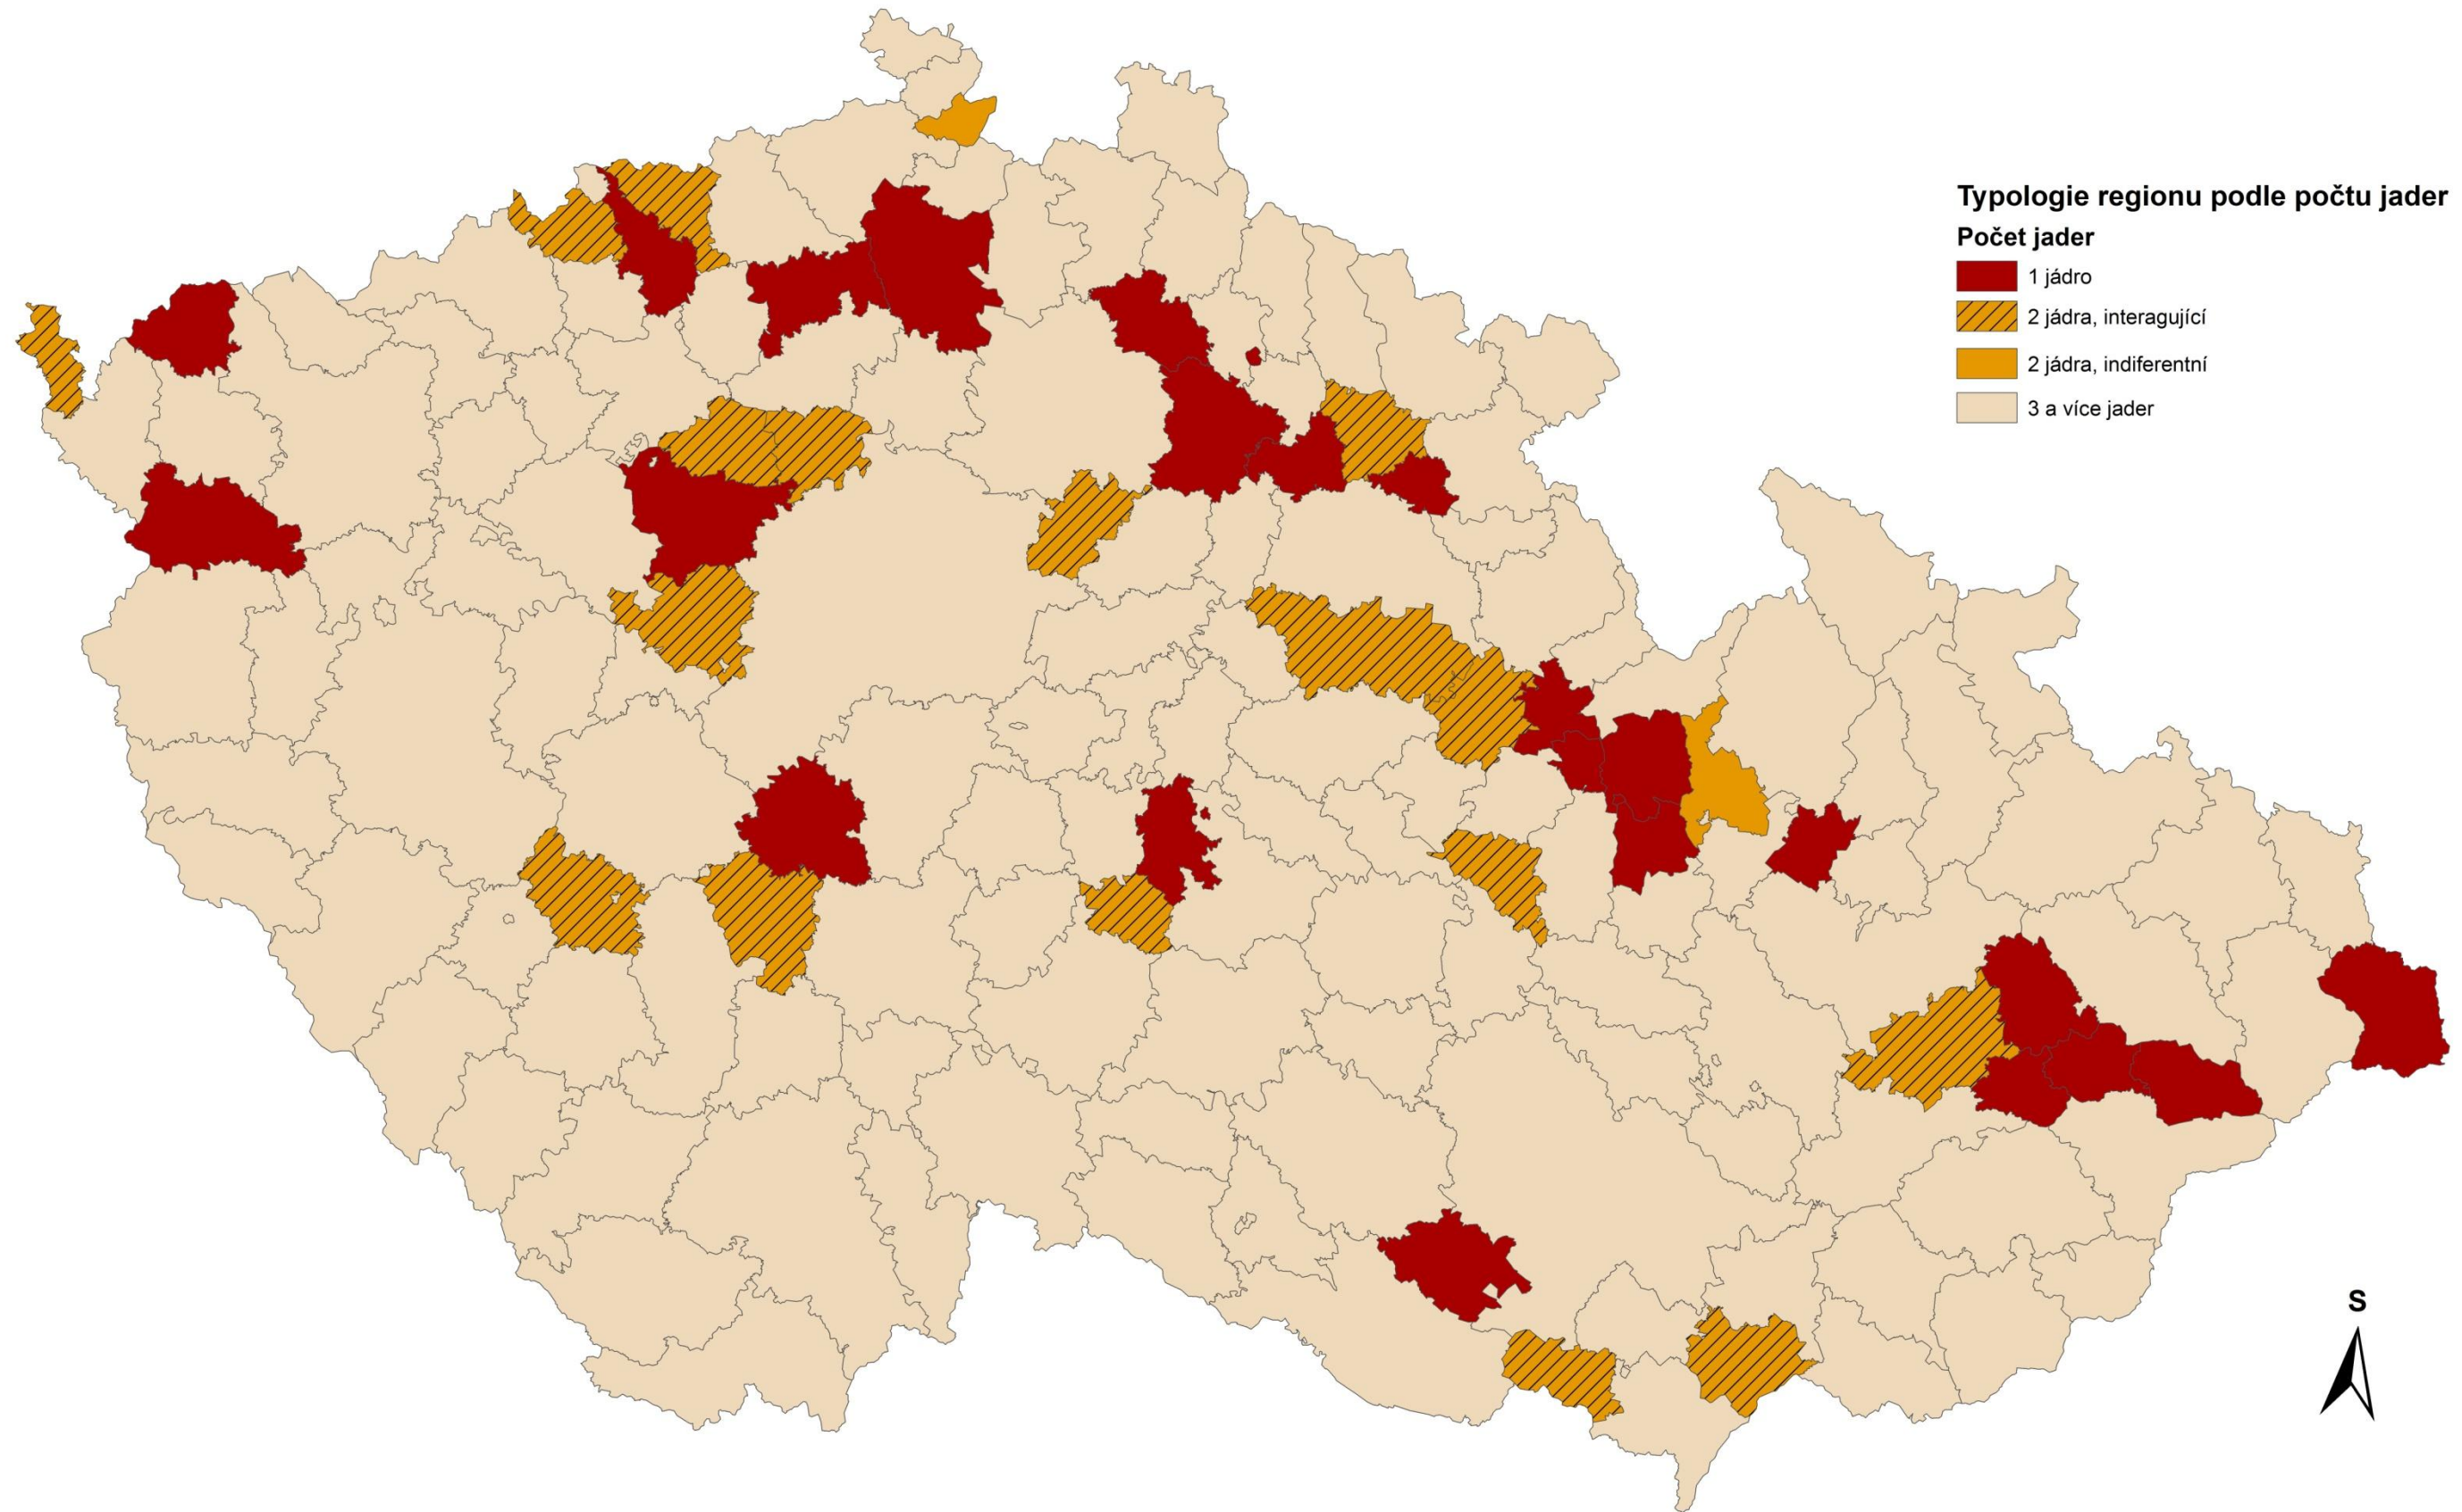 Typologie regionu podle počtu jader
Počet jader
1 jádro
2 jádra, interagující
2 jádra, indiferentní
3 a více jader
S